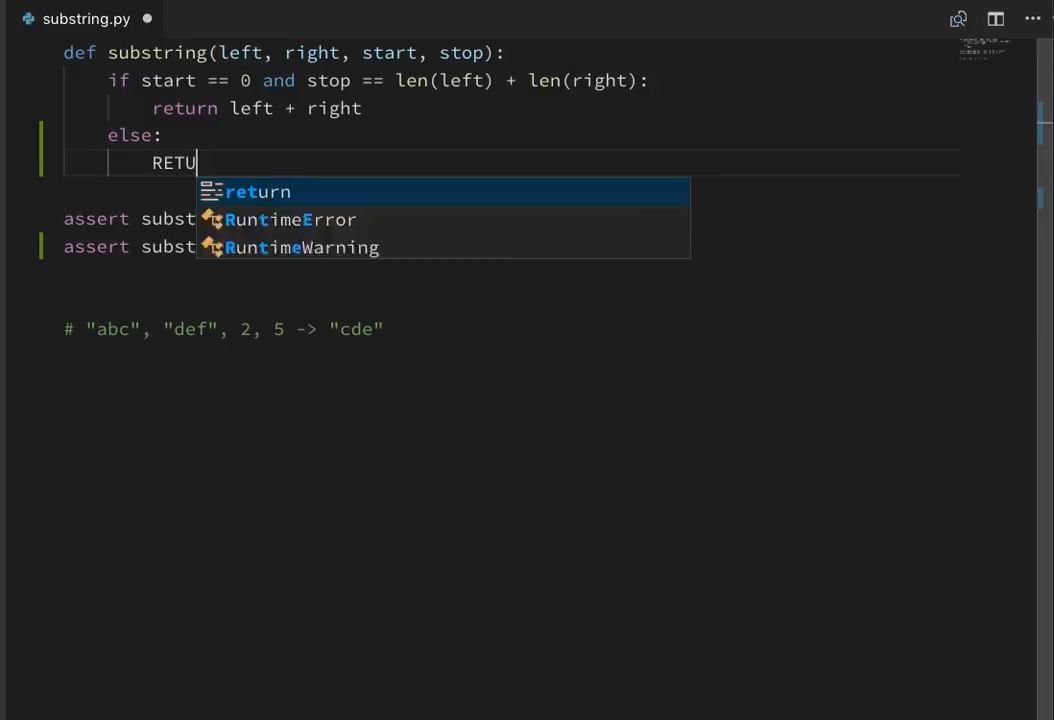 substring.py
def substring(left, right, start, stop):
if start == 0 and stop == len(left) + len(right):
return left + right
else:
RETU
return
assert subst
RuntimeError
assert subst
RuntimeWarning
# "abc", "def", 2, 5 -> "cde"